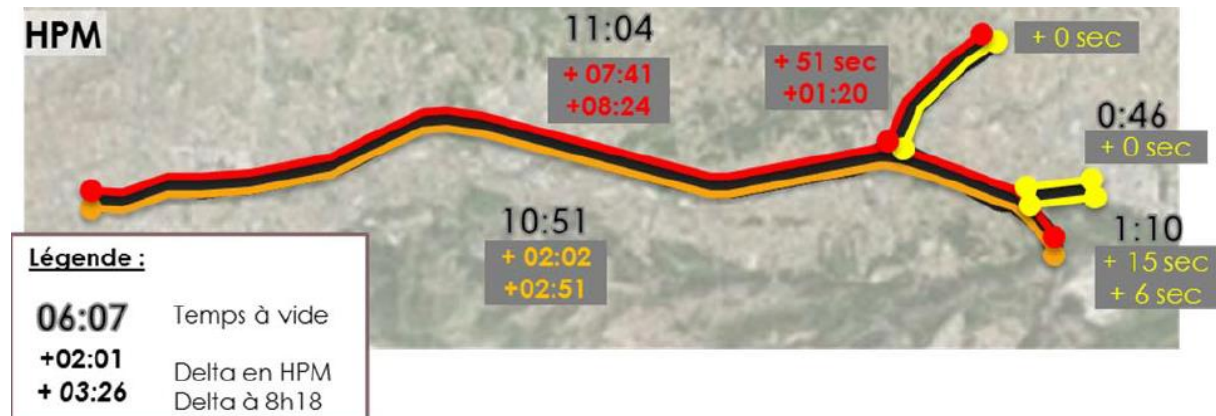 HPM
11:04
+ 07:41
+08:24
+ 51 sec
+01:20
+ 0 sec
0:46
+ 0 sec
10:51
+ 02:02
+02:51
1:10
+ 15 sec
+ 6 sec
Légende :
06:07 Temps à vide
+02:01 Delta en HPM
+ 03:26 Delta à 8h18